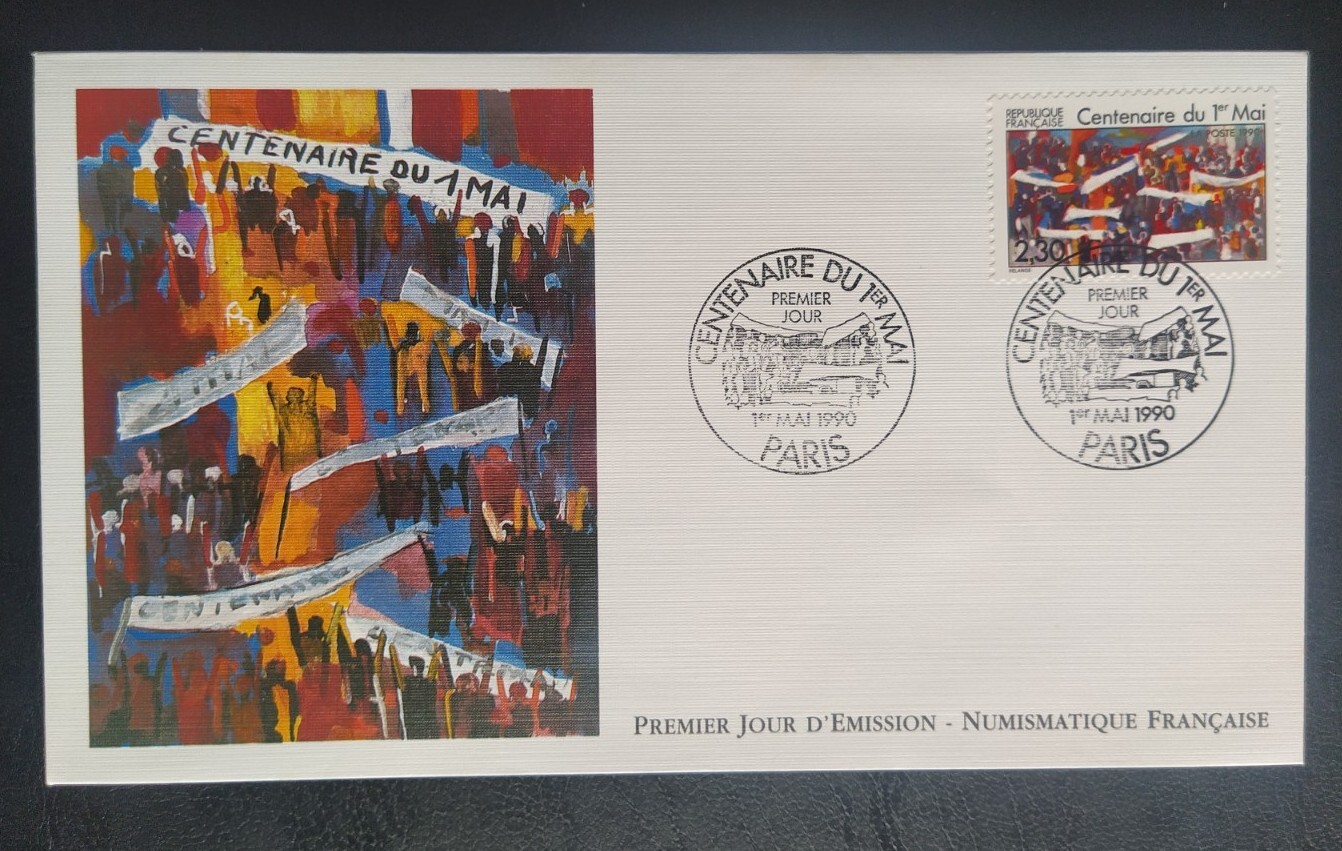 CENTENAIRE DU 1 MAI
CENTENAIRE
REPUBLIQUE
FRANÇAISE
Centenaire du 1er Mai
LA POSTE 1990
2,30
CENTENAIRE DU 1ER MAI
PREMIER
JOUR
1er MAI 1990
PARIS
CENTENAIRE DU 1ER MAI
PREMIER
JOUR
1er MAI 1990
PARIS
PREMIER JOUR D'EMISSION - NUMISMATIQUE FRANÇAISE